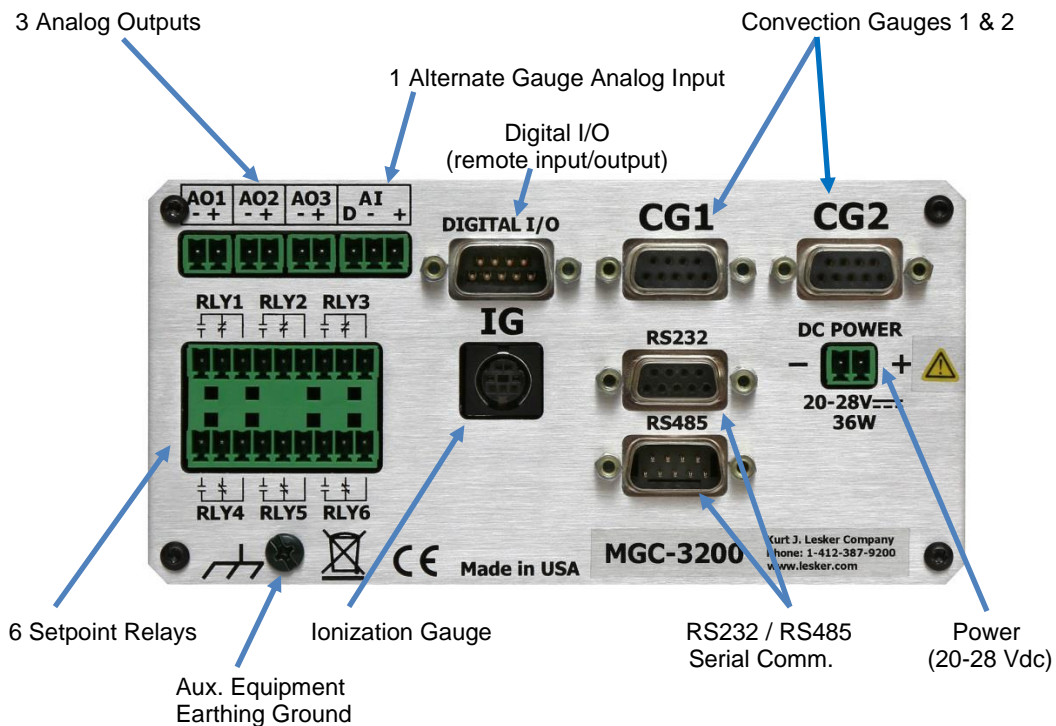 3 Analog Outputs
Convection Gauges 1 & 2
1 Alternate Gauge Analog Input
Digital I/O
(remote input/output)
AO1 AO2 AO3 AI
- + - + - + D - +
DIGITAL I/O
CG1
CG2
RLY1 RLY2 RLY3
IG
RS232
DC POWER
- +
20-28V
36W
RS485
RLY4 RLY5 RLY6
CE
Made in USA
MGC-3200
Kurt J. Lesker Company
Phone: 1-412-387-9200
www.lesker.com
6 Setpoint Relays
Ionization Gauge
RS232 / RS485
Serial Comm.
Power
(20-28 Vdc)
Aux. Equipment
Earthing Ground